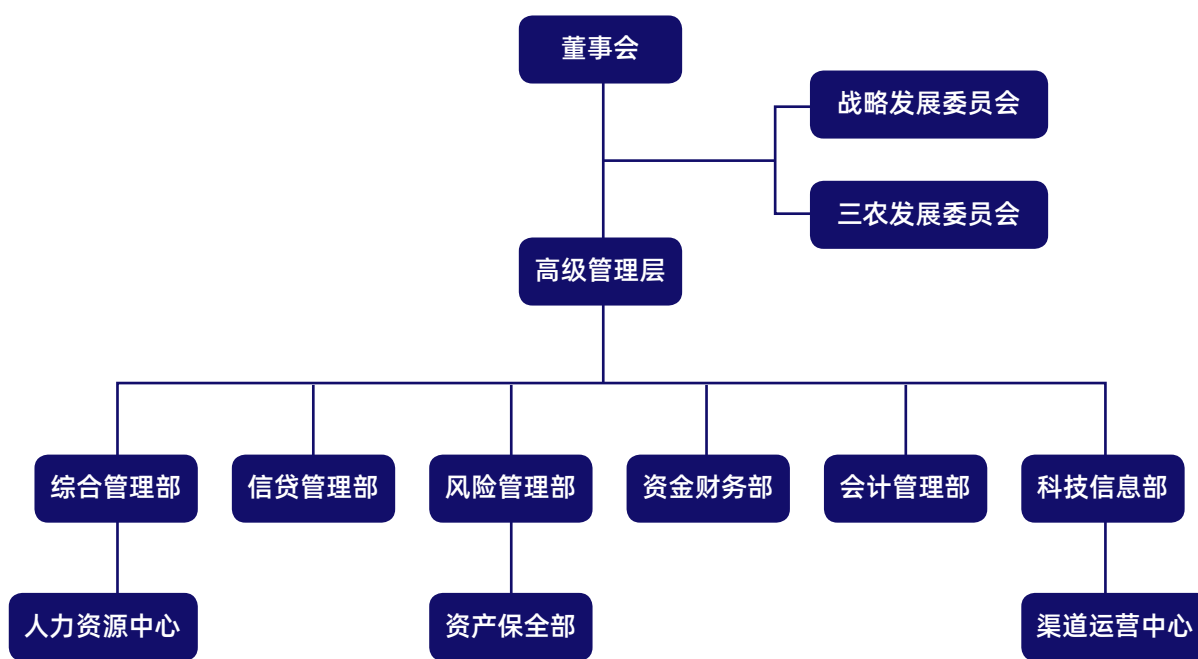 董事会
战略发展委员会
三农发展委员会
高级管理层
综合管理部
信贷管理部
风险管理部
资金财务部
会计管理部
科技信息部
人力资源中心
资产保全部
渠道运营中心